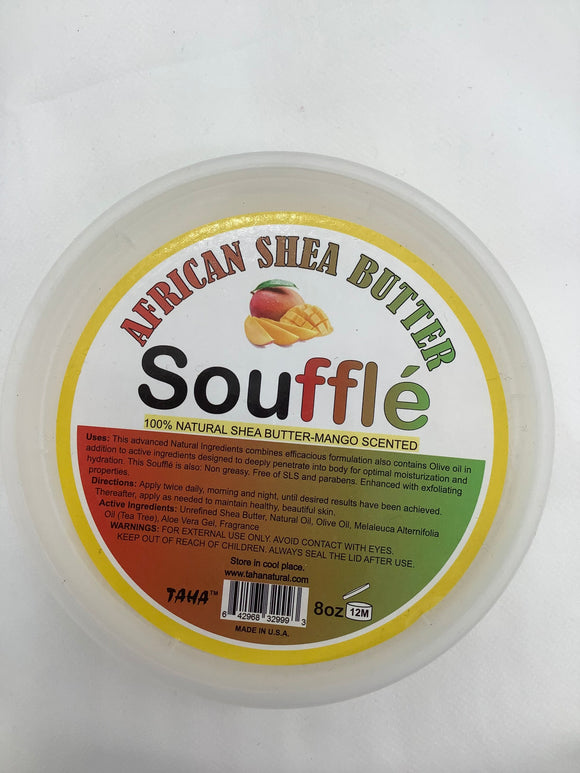 AFRICAN SHEA BUTTER
Soufflé
100% NATURAL SHEA BUTTER-MANGO SCENTED
Uses: This advanced Natural Ingredients combines efficacious formulation also contains Olive oil in
addition to active ingredients designed to deeply penetrate into body for optimal moisturization and
hydration. This Soufflé is also: Non greasy. Free of SLS and parabens. Enhanced with exfoliating
properties.
Directions: Apply twice daily, morning and night, until desired results have been achieved.
Thereafter, apply as needed to maintain healthy, beautiful skin.
Active Ingredients: Unrefined Shea Butter, Natural Oil, Olive Oil, Melaleuca Alternifolia
Oil (Tea Tree), Aloe Vera Gel, Fragrance
WARNINGS: FOR EXTERNAL USE ONLY. AVOID CONTACT WITH EYES.
KEEP OUT OF REACH OF CHILDREN. ALWAYS SEAL THE LID AFTER USE.
Store in cool place.
www.tahanatural.com
TAHA™
6 42968 32999 3
8oz 12M
MADE IN U.S.A.